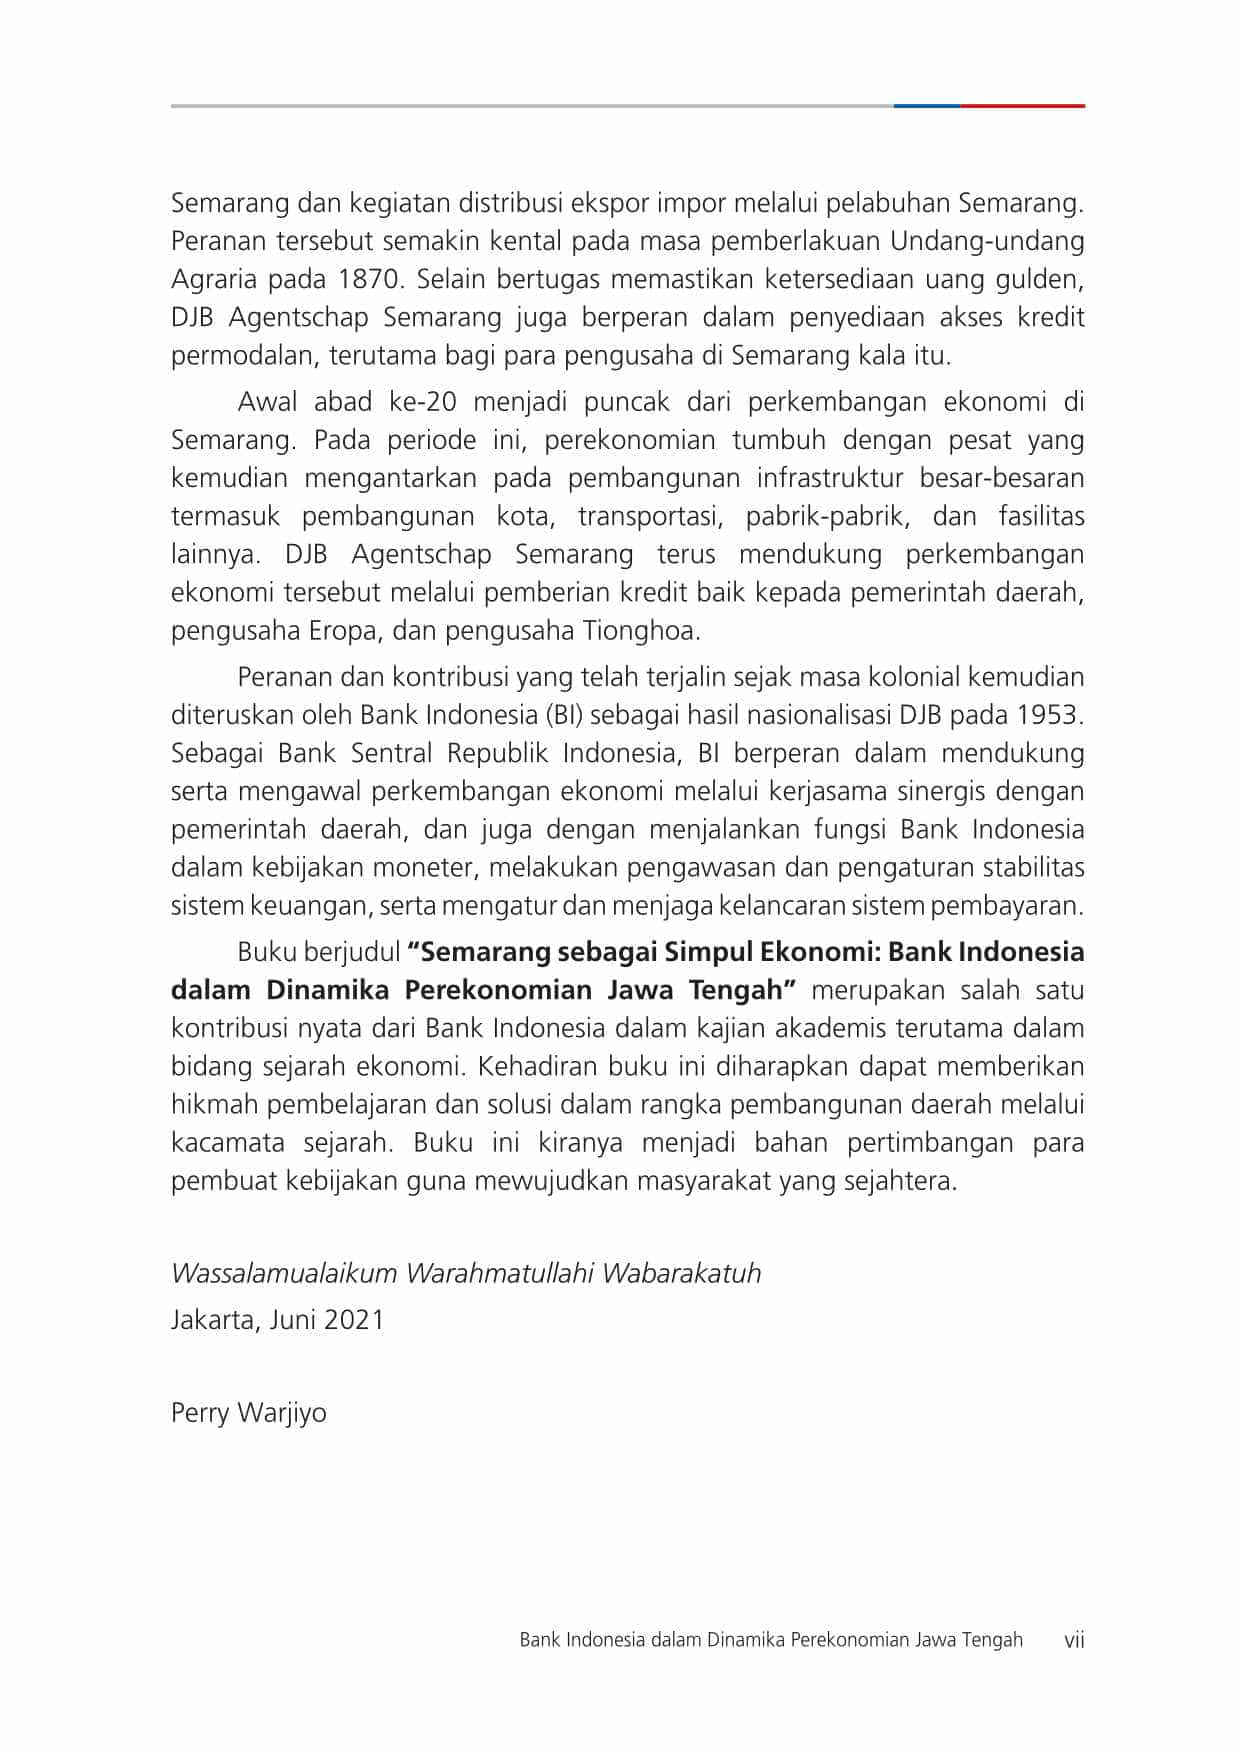 Semarang dan kegiatan distribusi ekspor impor melalui pelabuhan Semarang.
Peranan tersebut semakin kental pada masa pemberlakuan Undang-undang
Agraria pada 1870. Selain bertugas memastikan ketersediaan uang gulden,
DJB Agentschap Semarang juga berperan dalam penyediaan akses kredit
permodalan, terutama bagi para pengusaha di Semarang kala itu.
Awal abad ke-20 menjadi puncak dari perkembangan ekonomi di
Semarang. Pada periode ini, perekonomian tumbuh dengan pesat yang
kemudian mengantarkan pada pembangunan infrastruktur besar-besaran
termasuk pembangunan kota, transportasi, pabrik-pabrik, dan fasilitas
lainnya. DJB Agentschap Semarang terus mendukung perkembangan
ekonomi tersebut melalui pemberian kredit baik kepada pemerintah daerah,
pengusaha Eropa, dan pengusaha Tionghoa.
Peranan dan kontribusi yang telah terjalin sejak masa kolonial kemudian
diteruskan oleh Bank Indonesia (BI) sebagai hasil nasionalisasi DJB pada 1953.
Sebagai Bank Sentral Republik Indonesia, BI berperan dalam mendukung
serta mengawal perkembangan ekonomi melalui kerjasama sinergis dengan
pemerintah daerah, dan juga dengan menjalankan fungsi Bank Indonesia
dalam kebijakan moneter, melakukan pengawasan dan pengaturan stabilitas
sistem keuangan, serta mengatur dan menjaga kelancaran sistem pembayaran.
Buku berjudul “Semarang sebagai Simpul Ekonomi: Bank Indonesia
dalam Dinamika Perekonomian Jawa Tengah” merupakan salah satu
kontribusi nyata dari Bank Indonesia dalam kajian akademis terutama dalam
bidang sejarah ekonomi. Kehadiran buku ini diharapkan dapat memberikan
hikmah pembelajaran dan solusi dalam rangka pembangunan daerah melalui
kacamata sejarah. Buku ini kiranya menjadi bahan pertimbangan para
pembuat kebijakan guna mewujudkan masyarakat yang sejahtera.
Wassalamualaikum Warahmatullahi Wabarakatuh
Jakarta, Juni 2021
Perry Warjiyo
Bank Indonesia dalam Dinamika Perekonomian Jawa Tengah vii